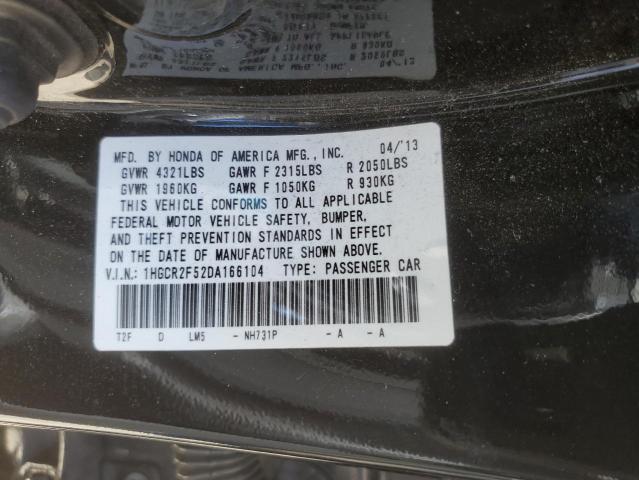 MFD. BY HONDA OF AMERICA MFG., INC. 04/'13
GVWR 4321LBS GAWR F 2315LBS R 2050LBS
GVWR 1960KG GAWR F 1050KG R 930KG
THIS VEHICLE CONFORMS TO ALL APPLICABLE
FEDERAL MOTOR VEHICLE SAFETY, BUMPER,
AND THEFT PREVENTION STANDARDS IN EFFECT
ON THE DATE OF MANUFACTURE SHOWN ABOVE.
V.I.N.: 1HGCR2F52DA166104 TYPE: PASSENGER CAR
T2F D LM5 - NH731P - A - A